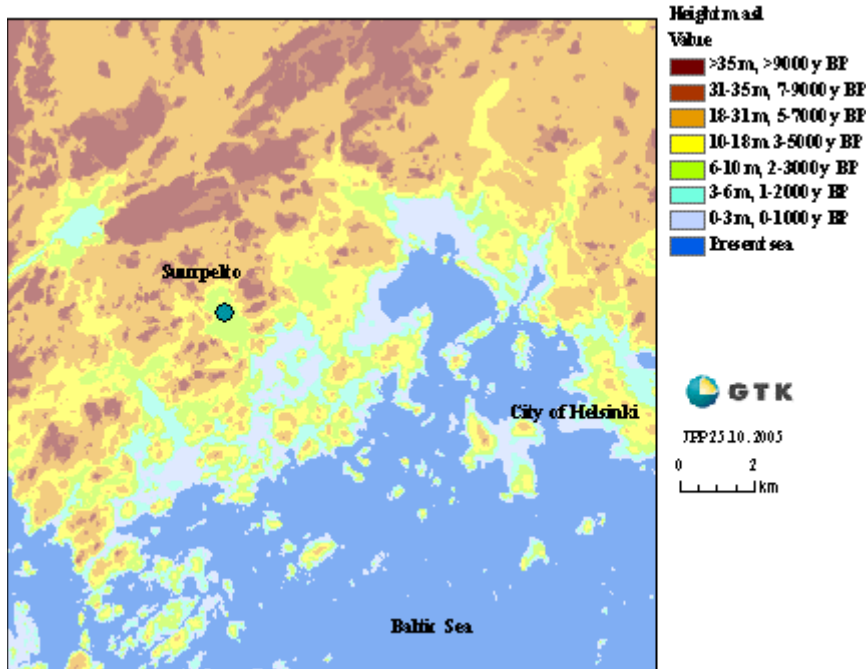 Height m asl
Value
>35 m, >9000 y BP
31-35 m, 7-9000 y BP
18-31 m, 5-7000 y BP
10-18 m 3-5000 y BP
6-10 m, 2-3000 y BP
3-6 m, 1-2000 y BP
0-3 m, 0-1000 y BP
Present sea
Suurpelto
City of Helsinki
Baltic Sea
GTK
JPP 25.10.2005
0 2
km